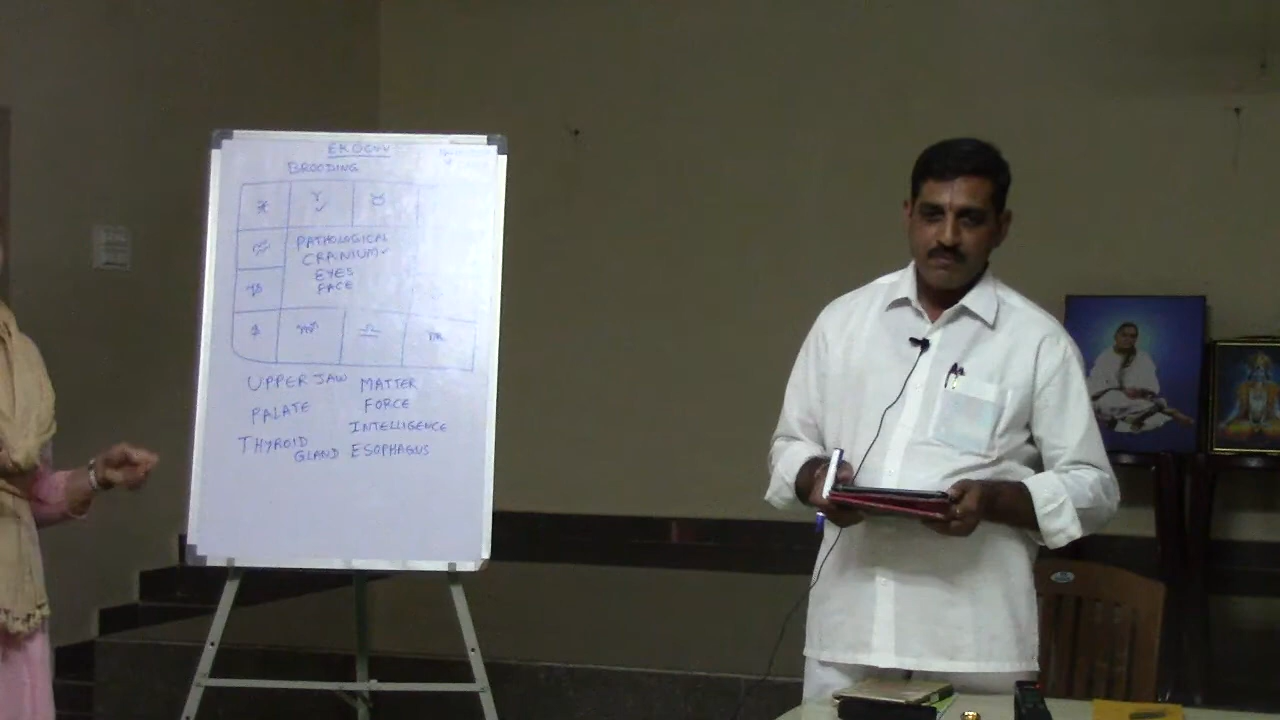 BROODING
PATHOLOGICAL
CRANIUM
EYES
FACE
UPPER JAW MATTER
PALATE FORCE
INTELLIGENCE
THYROID
GLAND ESOPHAGUS